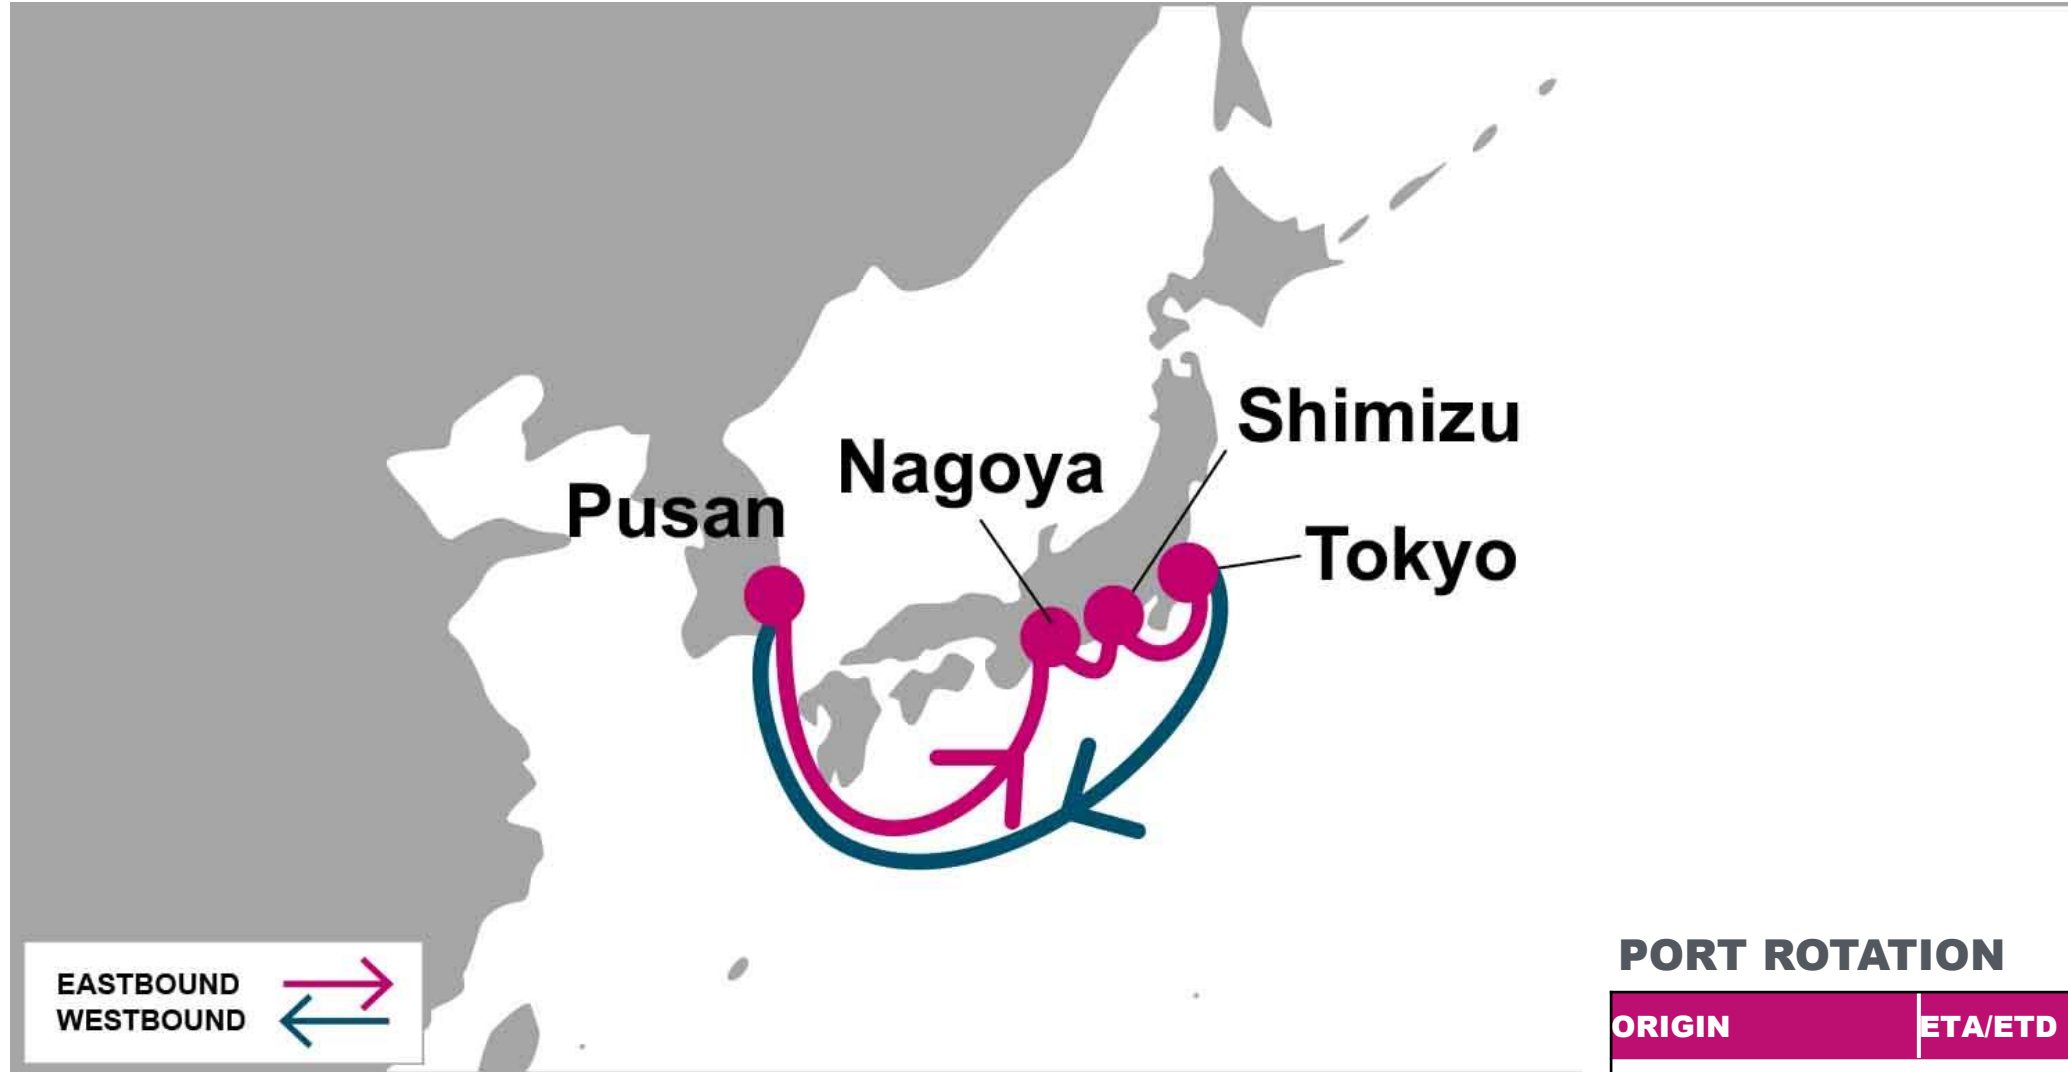 Shimizu
Nagoya
Pusan
Tokyo
EASTBOUND
WESTBOUND
PORT ROTATION
ORIGIN ETA/ETD